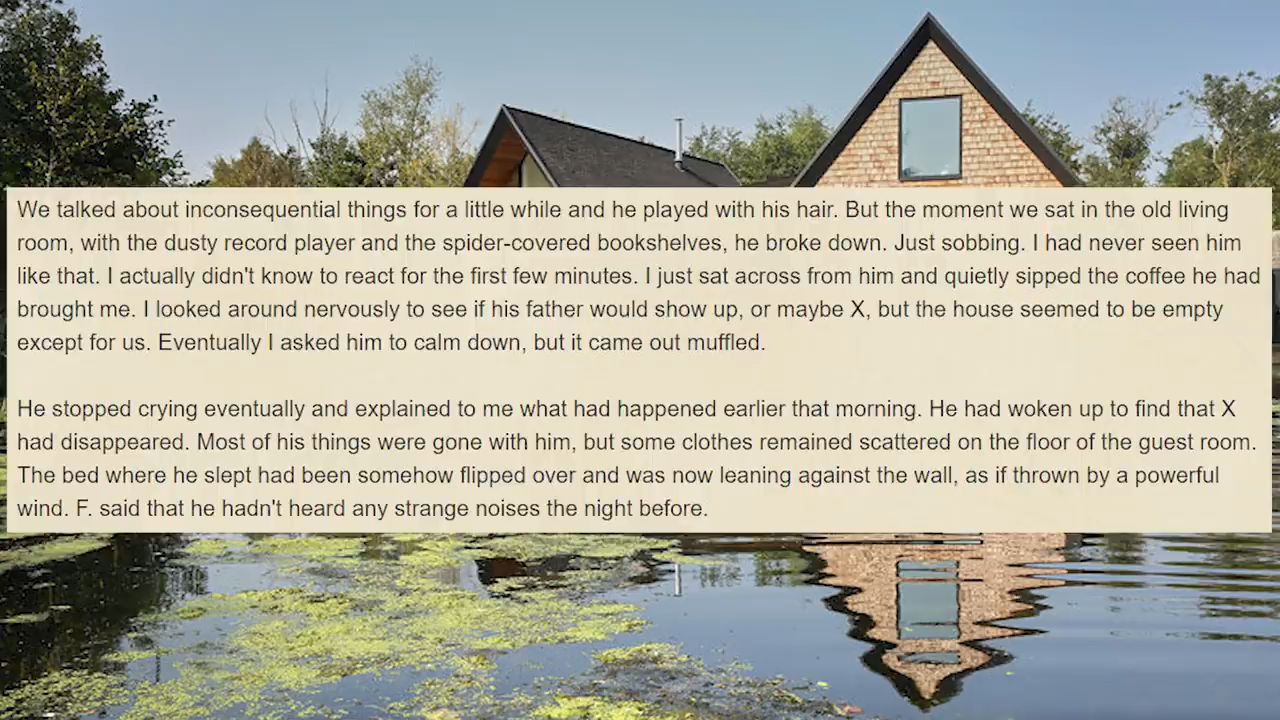 We talked about inconsequential things for a little while and he played with his hair. But the moment we sat in the old living
room, with the dusty record player and the spider-covered bookshelves, he broke down. Just sobbing. I had never seen him
like that. I actually didn't know to react for the first few minutes. I just sat across from him and quietly sipped the coffee he had
brought me. I looked around nervously to see if his father would show up, or maybe X, but the house seemed to be empty
except for us. Eventually I asked him to calm down, but it came out muffled.
He stopped crying eventually and explained to me what had happened earlier that morning. He had woken up to find that X
had disappeared. Most of his things were gone with him, but some clothes remained scattered on the floor of the guest room.
The bed where he slept had been somehow flipped over and was now leaning against the wall, as if thrown by a powerful
wind. F. said that he hadn't heard any strange noises the night before.